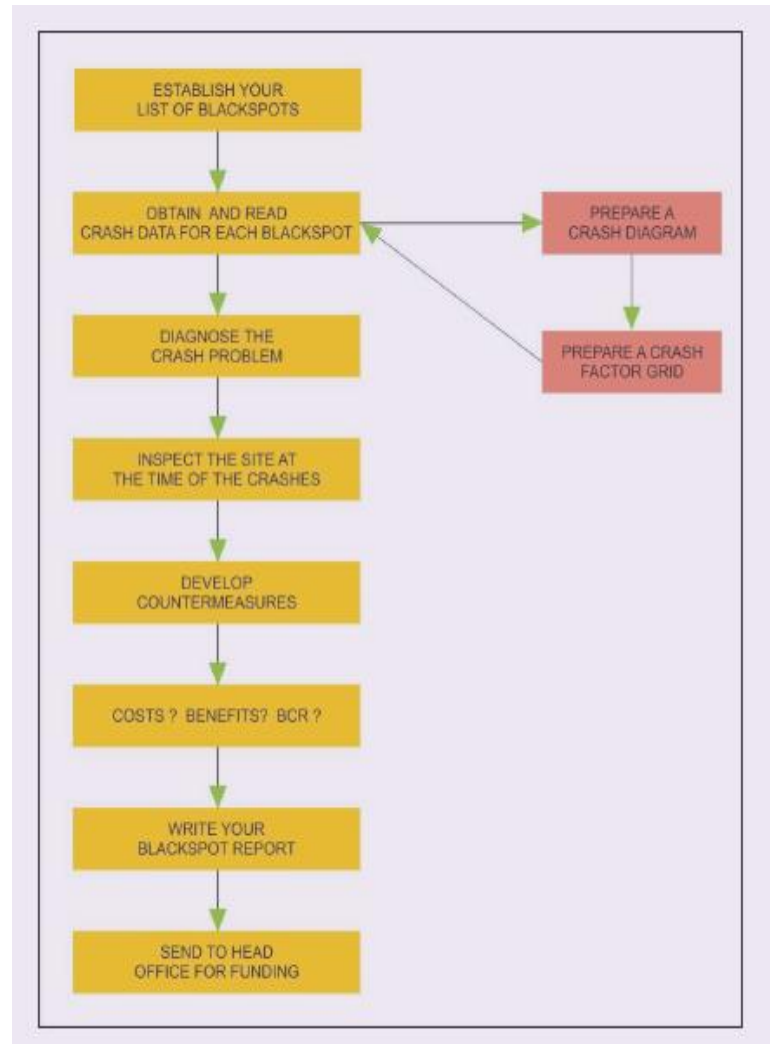 ESTABLISH YOUR
LIST OF BLACKSPOTS
OBTAIN AND READ
CRASH DATA FOR EACH BLACKSPOT
PREPARE A
CRASH DIAGRAM
DIAGNOSE THE
CRASH PROBLEM
PREPARE A CRASH
FACTOR GRID
INSPECT THE SITE AT
THE TIME OF THE CRASHES
DEVELOP
COUNTERMEASURES
COSTS ? BENEFITS? BCR ?
WRITE YOUR
BLACKSPOT REPORT
SEND TO HEAD
OFFICE FOR FUNDING